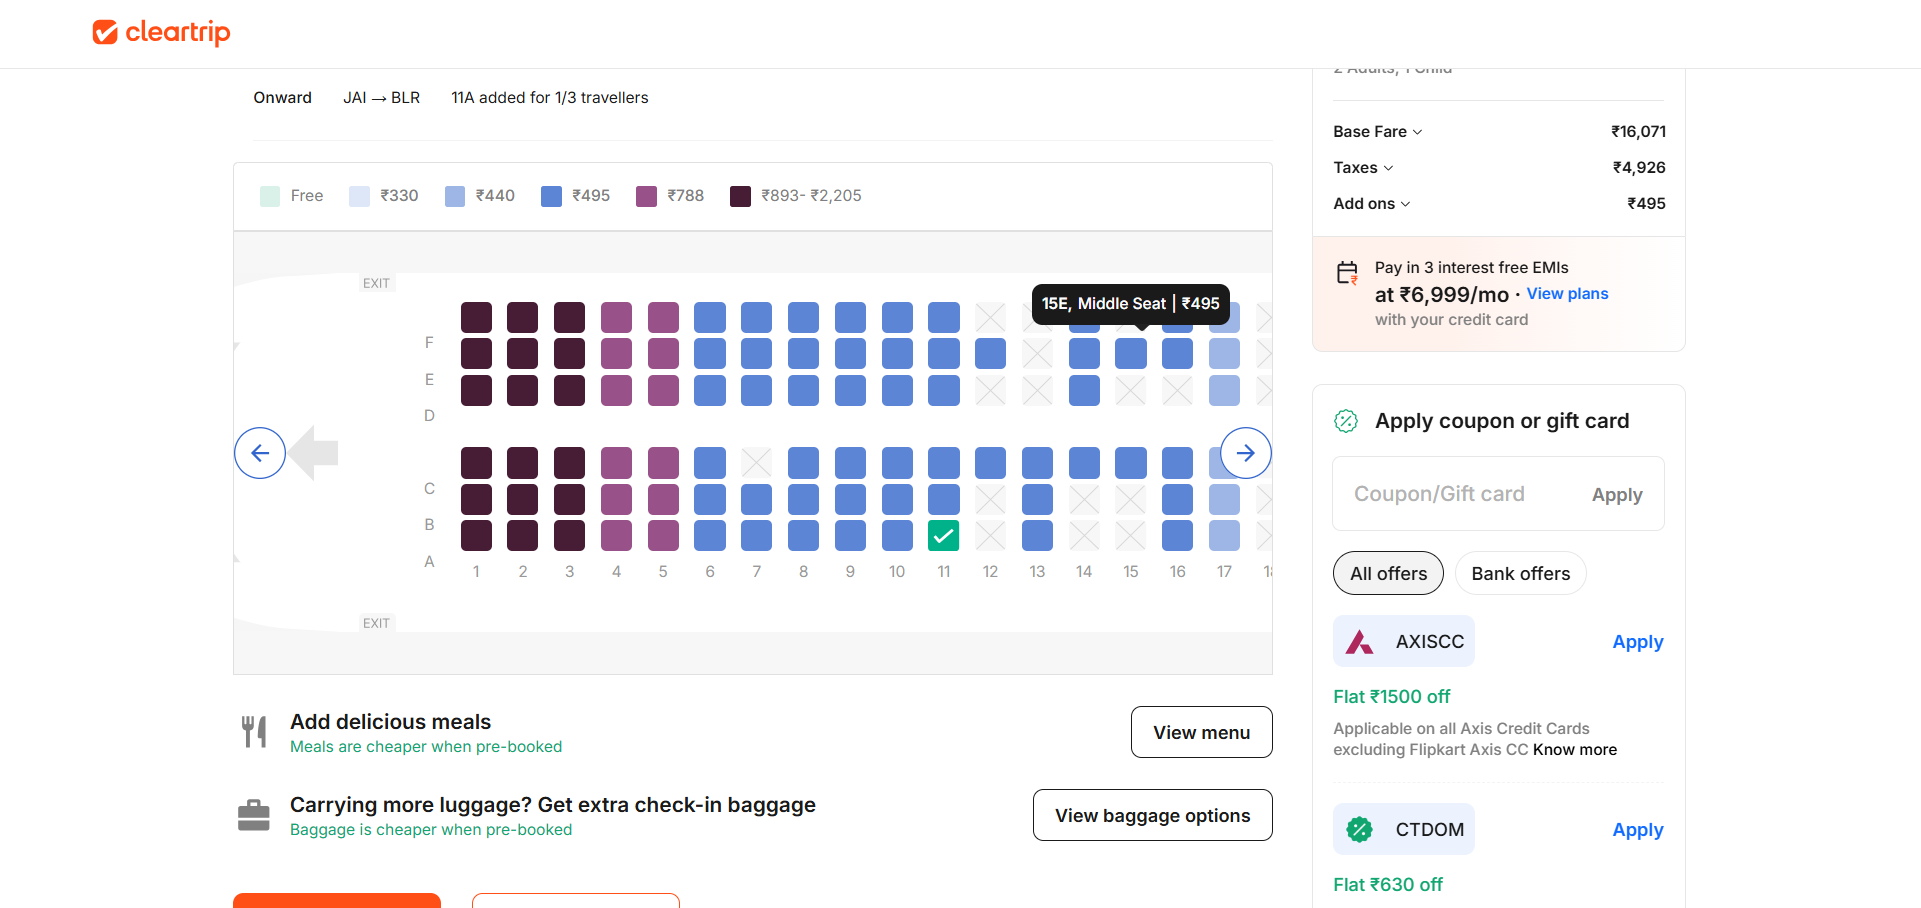 cleartrip
Onward JAI → BLR 11A added for 1/3 travellers
Free ₹330 ₹440 ₹495 ₹788 ₹893- ₹2,205
EXIT
15E, Middle Seat | ₹495
F
E
D
C
B
A
1 2 3 4 5 6 7 8 9 10 11 12 13 14 15 16 17 18
EXIT
Add delicious meals
Meals are cheaper when pre-booked
View menu
Carrying more luggage? Get extra check-in baggage
Baggage is cheaper when pre-booked
View baggage options
2 Adults, 1 Child
Base Fare ₹16,071
Taxes ₹4,926
Add ons ₹495
Pay in 3 interest free EMIs
at ₹6,999/mo · View plans
with your credit card
Apply coupon or gift card
Coupon/Gift card Apply
All offers Bank offers
AXISCC Apply
Flat ₹1500 off
Applicable on all Axis Credit Cards
excluding Flipkart Axis CC Know more
CTDOM Apply
Flat ₹630 off